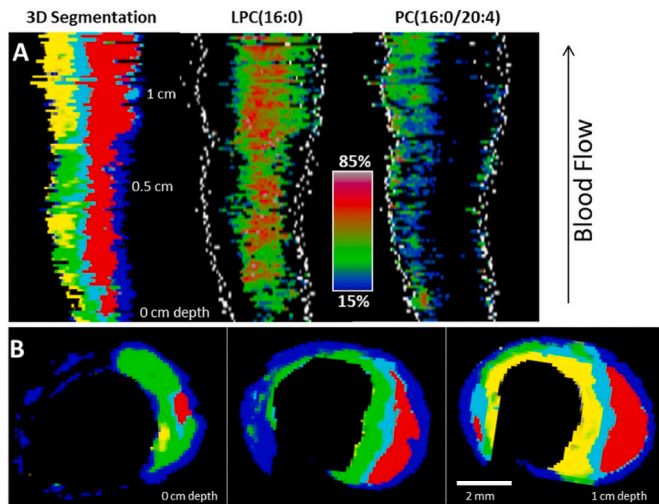 3D Segmentation
LPC(16:0)
PC(16:0/20:4)
A
1 cm
0.5 cm
0 cm depth
85%
15%
Blood Flow
B
0 cm depth
2 mm
1 cm depth